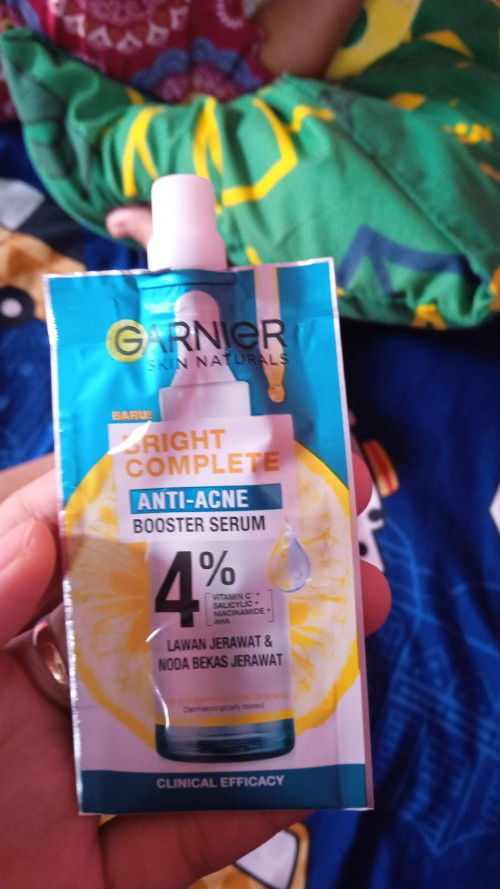 GARNIER
SKIN NATURALS
BARU!
BRIGHT
COMPLETE
ANTI-ACNE
BOOSTER SERUM
4%
VITAMIN C* +
SALICYLIC +
NIACINAMIDE +
AHA
LAWAN JERAWAT &
NODA BEKAS JERAWAT
Dermatologically tested
CLINICAL EFFICACY